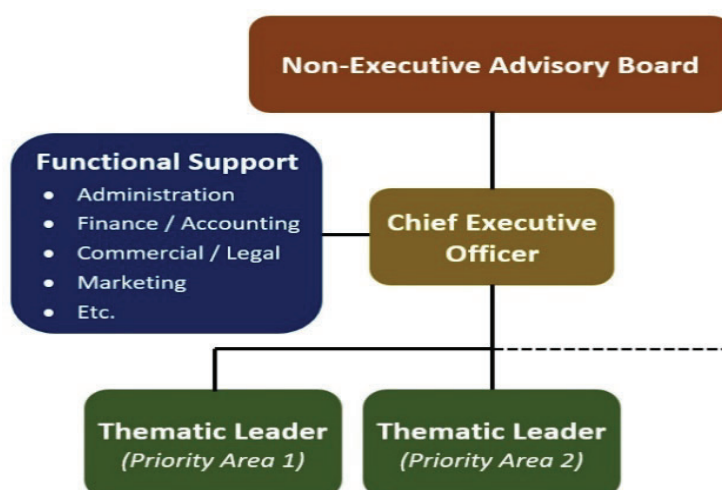 Non-Executive Advisory Board
Functional Support
• Administration
• Finance / Accounting
• Commercial / Legal
• Marketing
• Etc.
Chief Executive
Officer
Thematic Leader
(Priority Area 1)
Thematic Leader
(Priority Area 2)